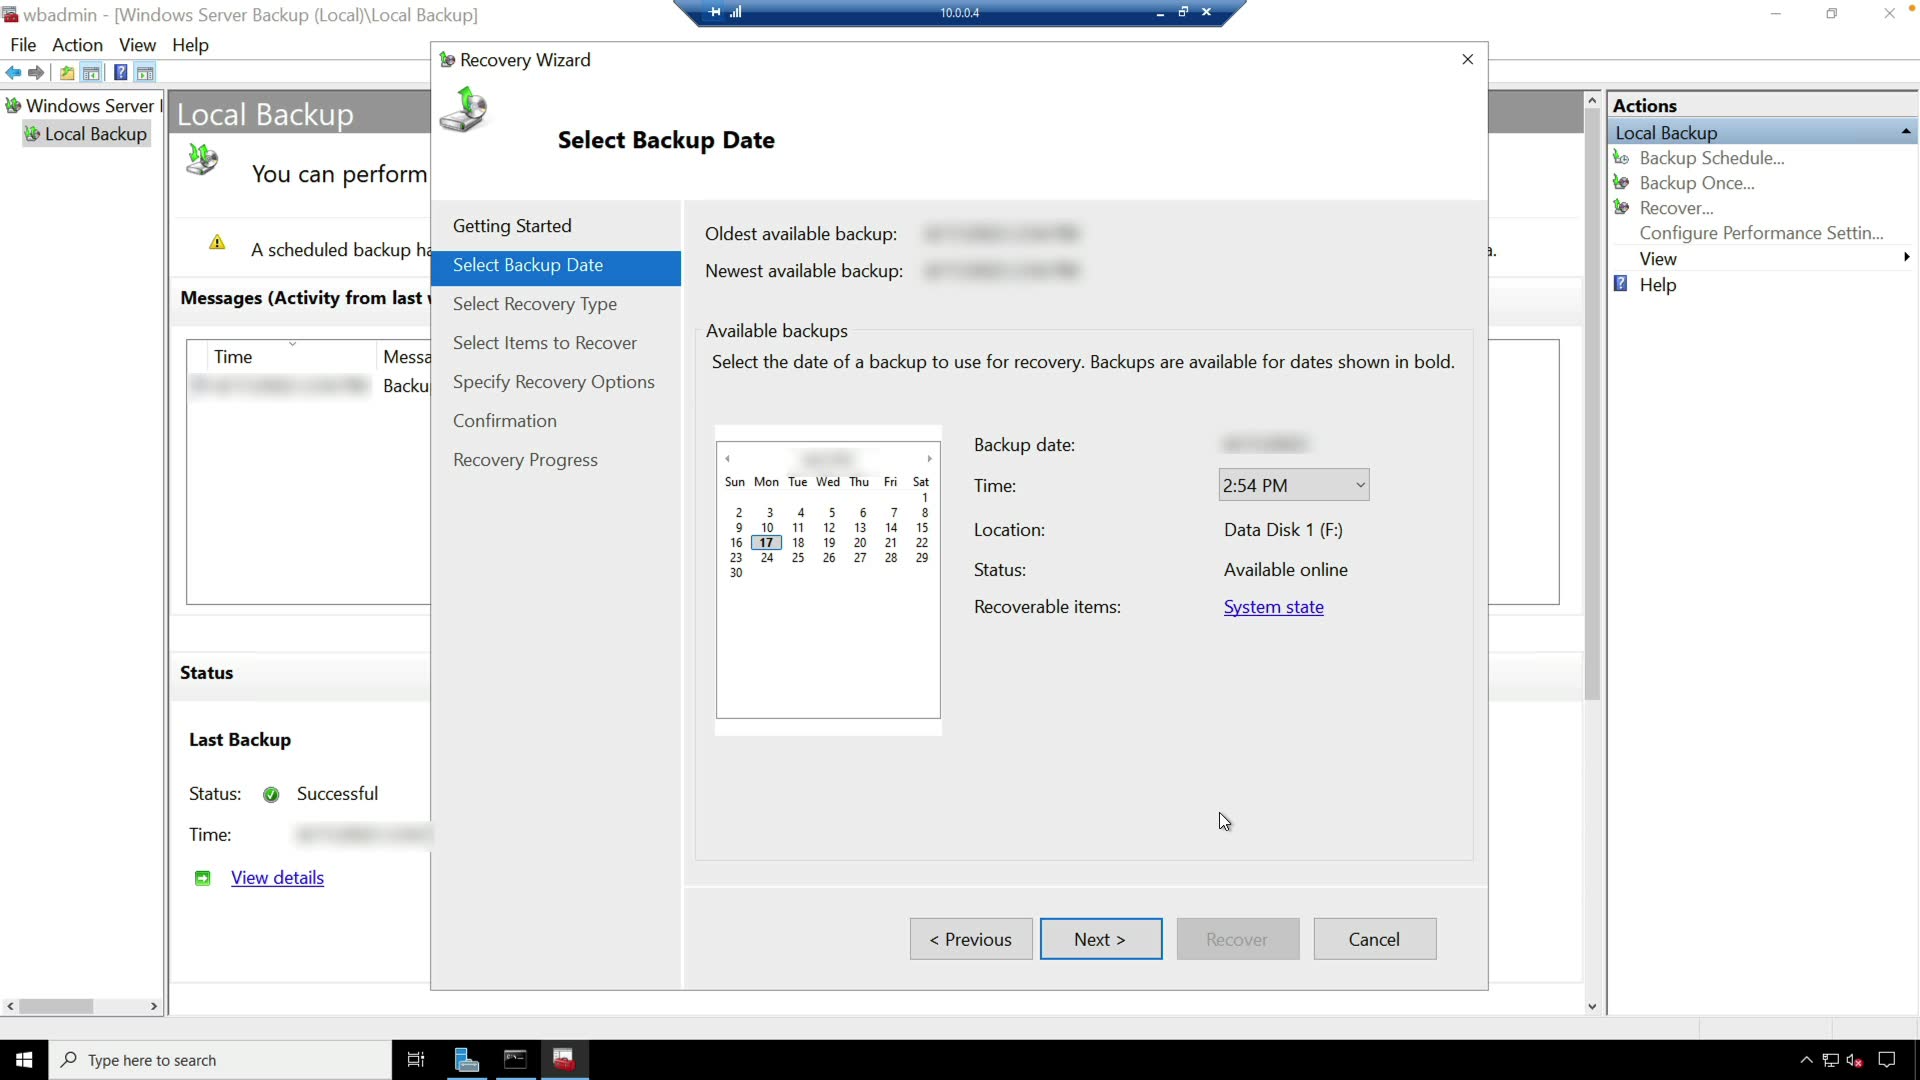 wbadmin - [Windows Server Backup (Local)\Local Backup]
10.0.0.4
File Action View Help
Windows Server
Local Backup
Local Backup
You can perform
A scheduled backup ha
a.
Messages (Activity from last
Time Messa
Backu
Status
Last Backup
Status: Successful
Time:
View details
Recovery Wizard
Select Backup Date
Getting Started
Select Backup Date
Select Recovery Type
Select Items to Recover
Specify Recovery Options
Confirmation
Recovery Progress
Oldest available backup:
Newest available backup:
Available backups
Select the date of a backup to use for recovery. Backups are available for dates shown in bold.
Sun Mon Tue Wed Thu Fri Sat
1
2 3 4 5 6 7 8
9 10 11 12 13 14 15
16 17 18 19 20 21 22
23 24 25 26 27 28 29
30
Backup date:
Time: 2:54 PM
Location: Data Disk 1 (F:)
Status: Available online
Recoverable items: System state
< Previous Next > Recover Cancel
Actions
Local Backup
Backup Schedule...
Backup Once...
Recover...
Configure Performance Settin...
View
Help
Type here to search